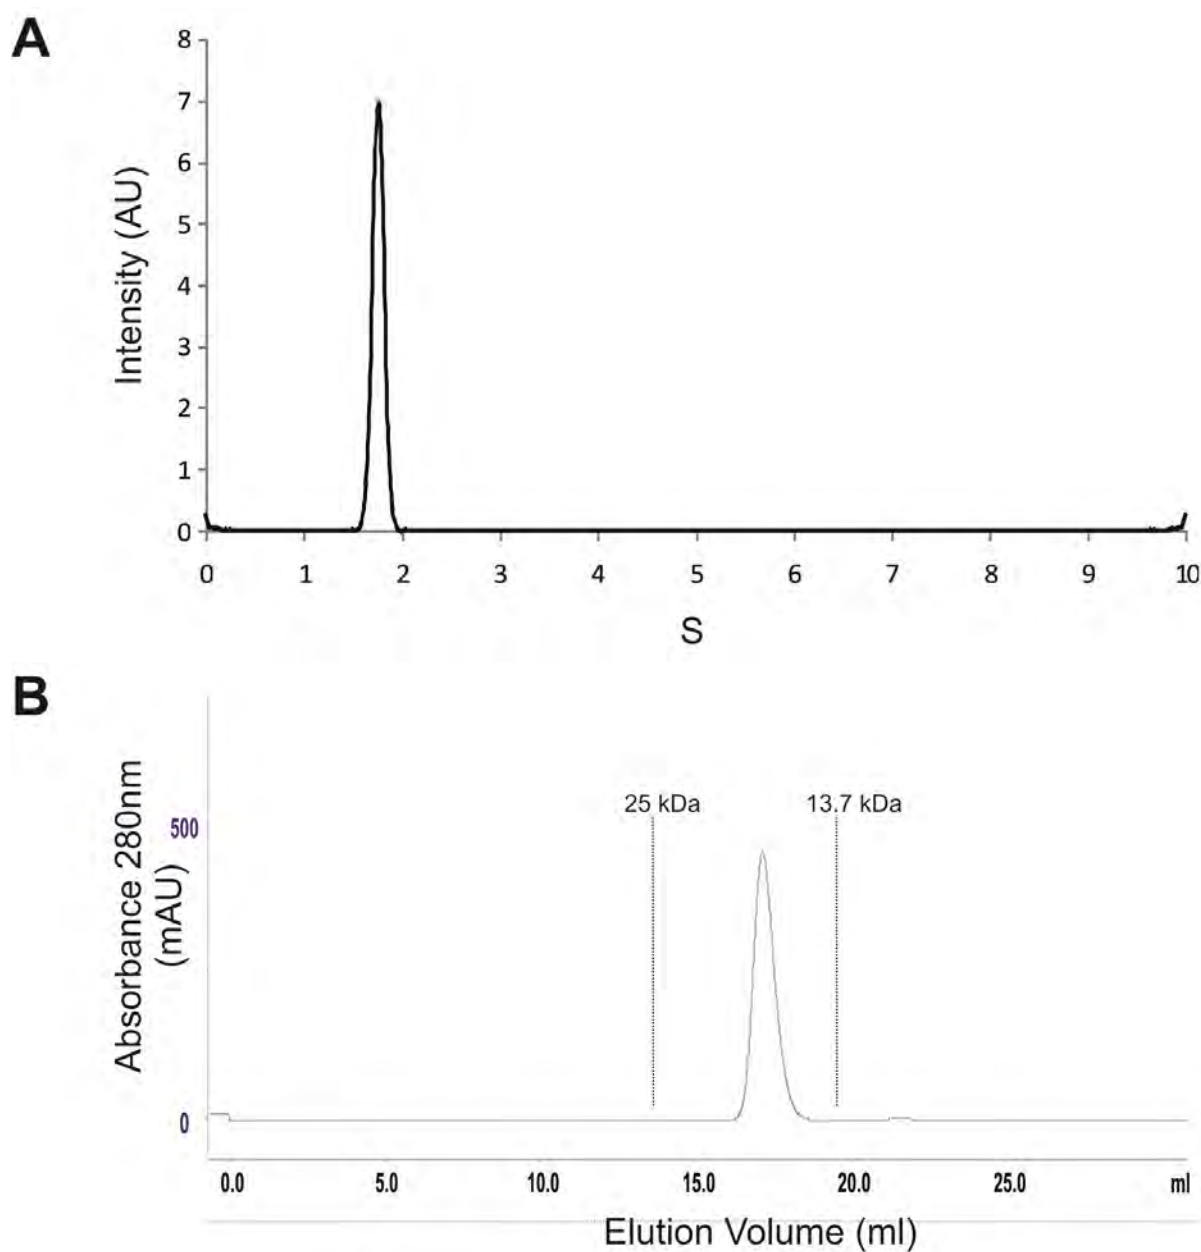 A
8
7
6
5
4
3
2
1
0
Intensity (AU)
0 1 2 3 4 5 6 7 8 9 10
S
B
Absorbance 280nm
(mAU)
500
0
25 kDa 13.7 kDa
0.0 5.0 10.0 15.0 20.0 25.0 ml
Elution Volume (ml)